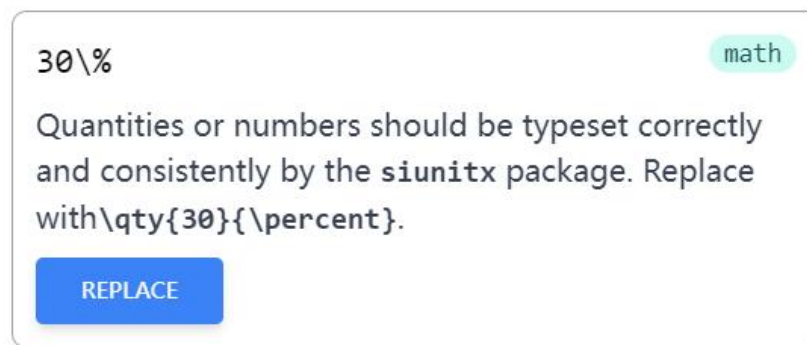 30\%
math
Quantities or numbers should be typeset correctly
and consistently by the siunitx package. Replace
with\qty{30}{\percent}.
REPLACE